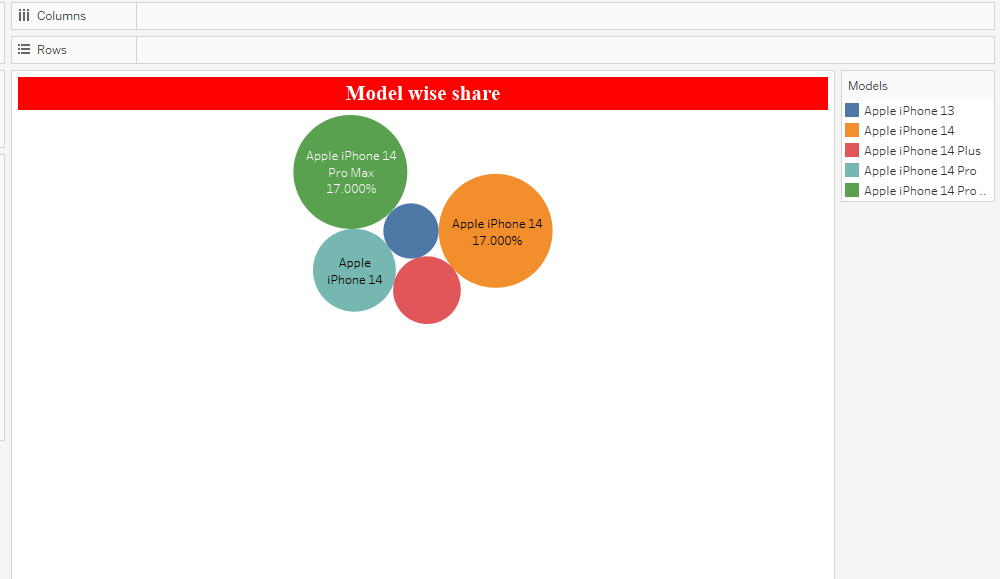 Columns
Rows
Model wise share
Apple iPhone 14
Pro Max
17.000%
Apple iPhone 14
17.000%
Apple
iPhone 14
Models
Apple iPhone 13
Apple iPhone 14
Apple iPhone 14 Plus
Apple iPhone 14 Pro
Apple iPhone 14 Pro ..